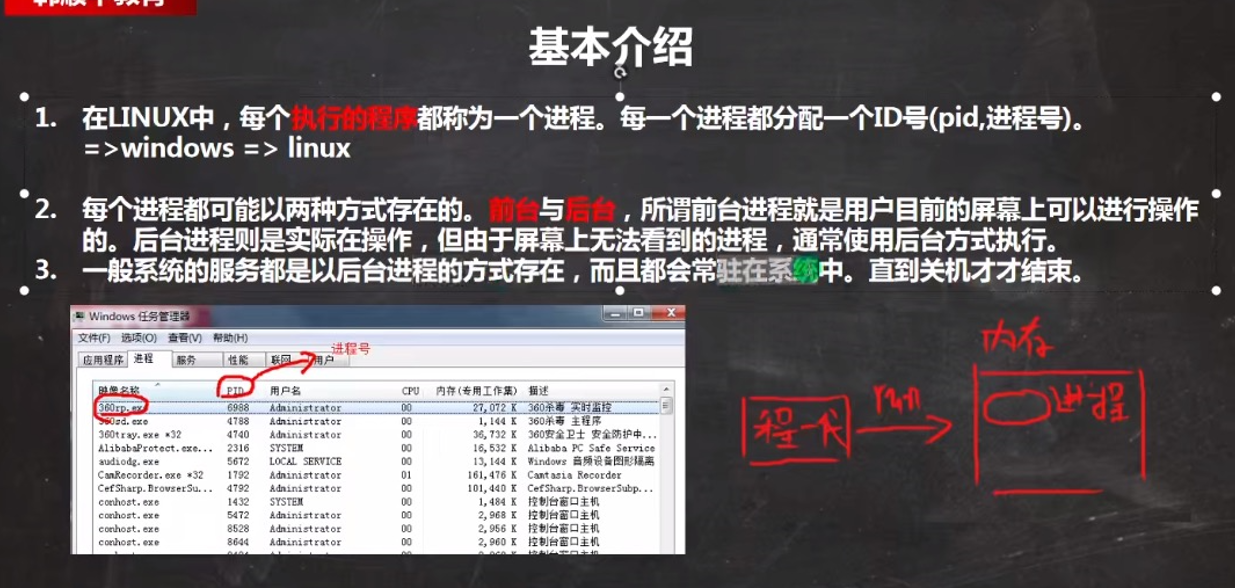 基本介绍
1. 在LINUX中，每个执行的程序都称为一个进程。每一个进程都分配一个ID号(pid,进程号)。
=>windows => linux
2. 每个进程都可能以两种方式存在的。前台与后台，所谓前台进程就是用户目前的屏幕上可以进行操作
的。后台进程则是实际在操作，但由于屏幕上无法看到的进程，通常使用后台方式执行。
3. 一般系统的服务都是以后台进程的方式存在，而且都会常驻在系统中。直到关机才才结束。
Windows 任务管理器
文件(F) 选项(O) 查看(V) 帮助(H)
进程号
应用程序 进程 服务 性能 联网 用户
映像名称 PID 用户名 CPU 内存(专用工作集) 描述
360rp.exe 6988 Administrator 00 27,072 K 360杀毒 实时监控
360sd.exe 4788 Administrator 00 1,144 K 360杀毒 主程序
360tray.exe *32 4740 Administrator 00 36,732 K 360安全卫士 安全防护中...
AlibabaProtect.exe... 2316 SYSTEM 00 16,532 K Alibaba PC Safe Service
audiodg.exe 5672 LOCAL SERVICE 00 13,144 K Windows 音频设备图形隔离
CamRecorder.exe *32 1792 Administrator 01 161,476 K Camtasia Recorder
CefSharp.BrowserSu... 4792 Administrator 00 101,440 K CefSharp.BrowserSubp...
conhost.exe 1432 SYSTEM 00 1,484 K 控制台窗口主机
conhost.exe 5472 Administrator 00 2,968 K 控制台窗口主机
conhost.exe 8528 Administrator 00 2,956 K 控制台窗口主机
conhost.exe 8644 Administrator 00 2,960 K 控制台窗口主机
内存
run
进程